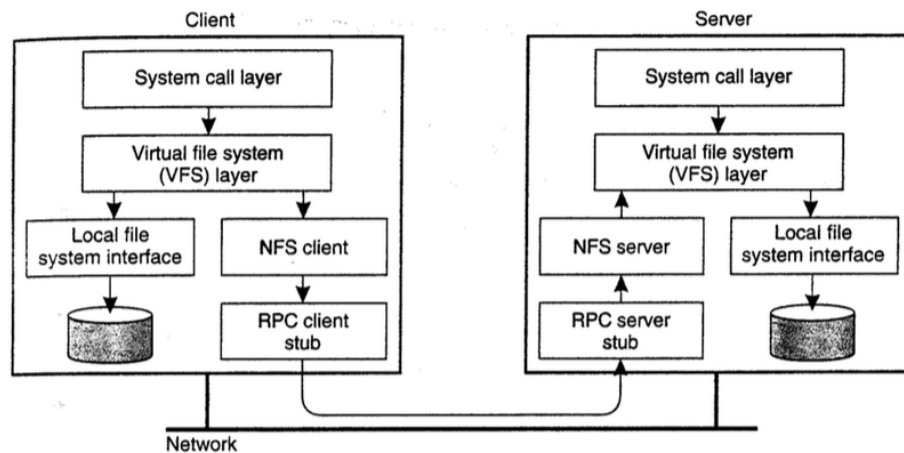 Client
System call layer
Virtual file system
(VFS) layer
Local file
system interface
NFS client
RPC client
stub
Server
System call layer
Virtual file system
(VFS) layer
NFS server
Local file
system interface
RPC server
stub
Network